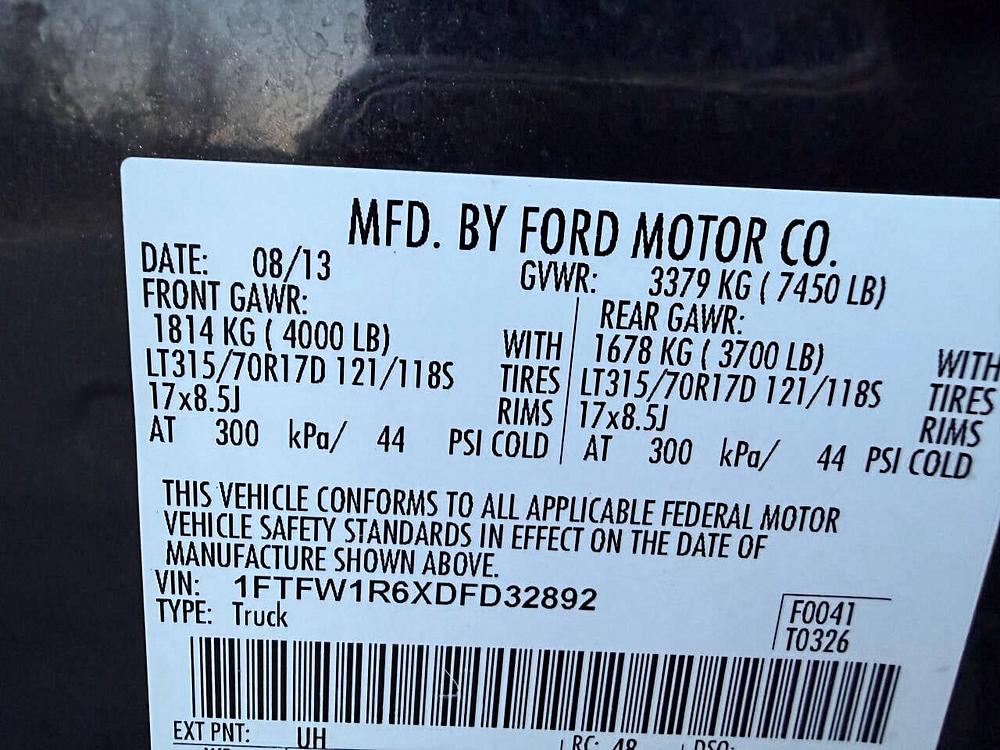 MFD. BY FORD MOTOR CO.
DATE: 08/13 GVWR: 3379 KG ( 7450 LB)
FRONT GAWR: REAR GAWR:
1814 KG ( 4000 LB) WITH 1678 KG ( 3700 LB) WITH
LT315/70R17D 121/118S TIRES LT315/70R17D 121/118S TIRES
17x8.5J RIMS 17x8.5J RIMS
AT 300 kPa/ 44 PSI COLD AT 300 kPa/ 44 PSI COLD
THIS VEHICLE CONFORMS TO ALL APPLICABLE FEDERAL MOTOR
VEHICLE SAFETY STANDARDS IN EFFECT ON THE DATE OF
MANUFACTURE SHOWN ABOVE.
VIN: 1FTFW1R6XDFD32892
TYPE: Truck
F0041
T0326
EXT PNT: UH RC: 48 DSO: